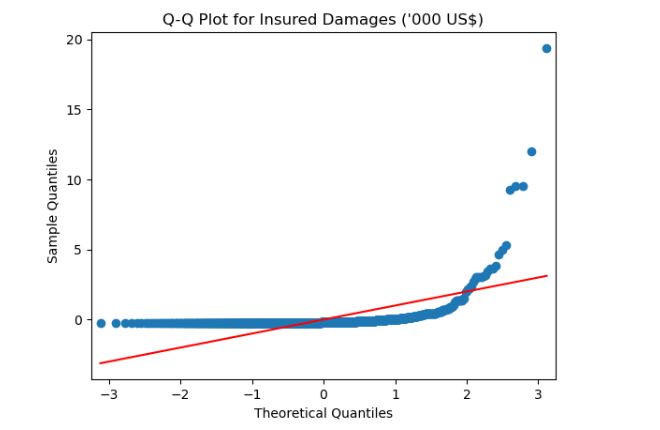 Q-Q Plot for Insured Damages ('000 US$)
20
15
10
5
0
Sample Quantiles
−3 −2 −1 0 1 2 3
Theoretical Quantiles